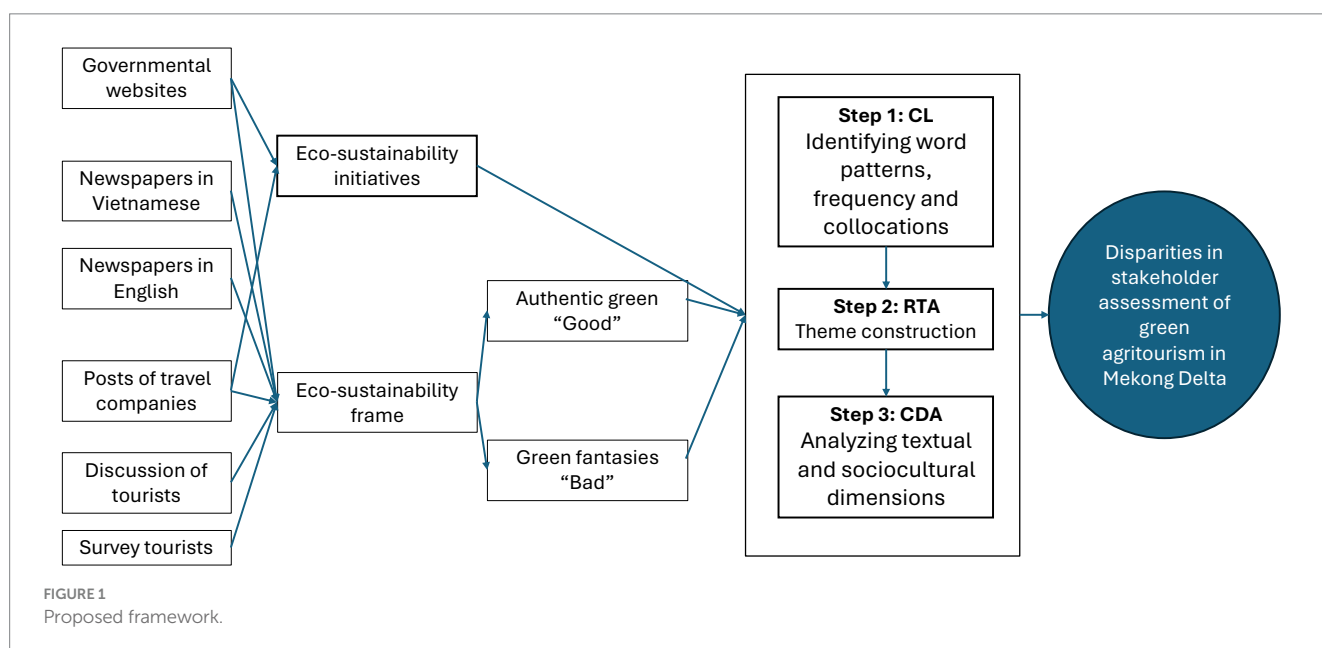 Governmental
websites
Newspapers in
Vietnamese
Newspapers in
English
Posts of travel
companies
Discussion of
tourists
Survey tourists
Eco-sustainability
initiatives
Eco-sustainability
frame
Authentic green
“Good”
Green fantasies
“Bad”
Step 1: CL
Identifying word
patterns,
frequency and
collocations
Step 2: RTA
Theme construction
Step 3: CDA
Analyzing textual
and sociocultural
dimensions
Disparities in
stakeholder
assessment of
green
agritourism in
Mekong Delta
FIGURE 1
Proposed framework.